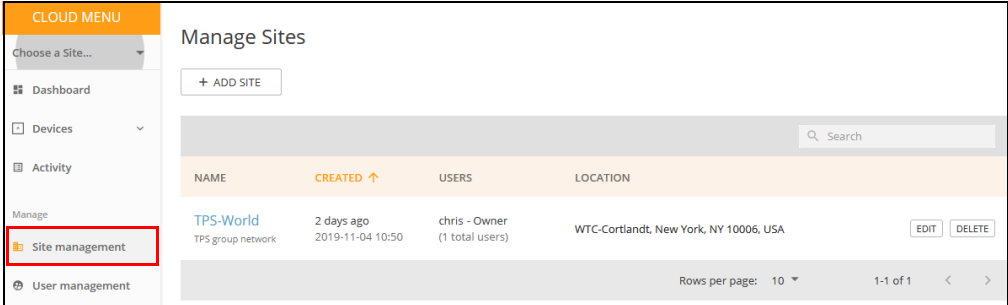 CLOUD MENU
Choose a Site...
Dashboard
Devices
Activity
Manage
Site management
User management
Manage Sites
+ ADD SITE
Search
NAME CREATED ↑ USERS LOCATION
TPS-World 2 days ago chris - Owner WTC-Cortlandt, New York, NY 10006, USA EDIT DELETE
TPS group network 2019-11-04 10:50 (1 total users)
Rows per page: 10 1-1 of 1 < >